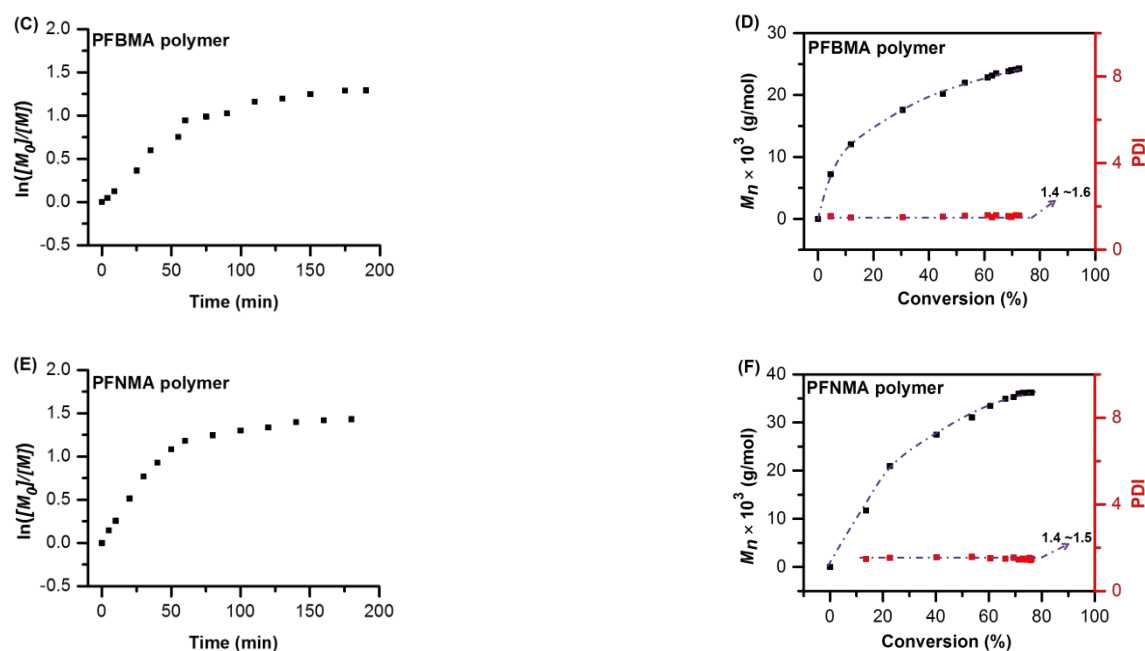 (C)
PFBMA polymer
ln([M₀]/[M])
2.0
1.5
1.0
0.5
0.0
-0.5
0 50 100 150 200
Time (min)
(D)
PFBMA polymer
Mₙ × 10³ (g/mol)
30
20
10
0
8
4
0
PDI
1.4 ~1.6
0 20 40 60 80 100
Conversion (%)
(E)
PFNMA polymer
ln([M₀]/[M])
2.0
1.5
1.0
0.5
0.0
-0.5
0 50 100 150 200
Time (min)
(F)
PFNMA polymer
Mₙ × 10³ (g/mol)
40
30
20
10
0
8
4
0
PDI
1.4 ~1.5
0 20 40 60 80 100
Conversion (%)